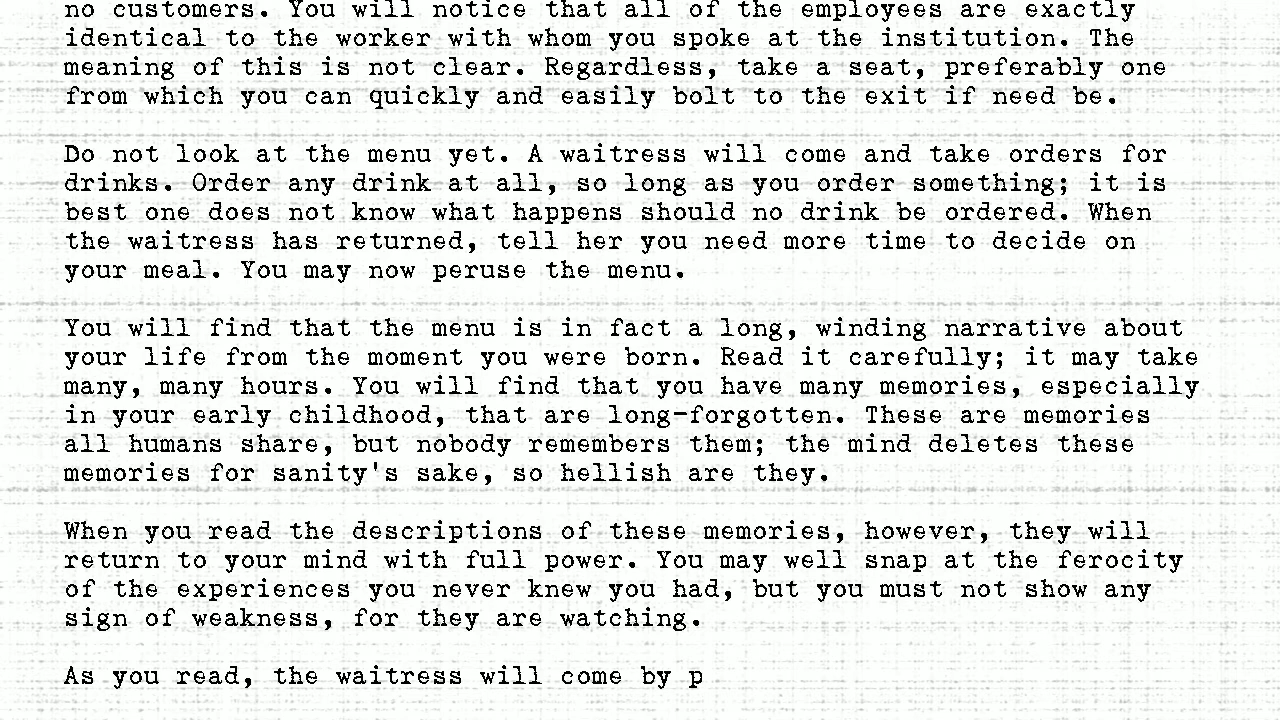 no customers. You will notice that all of the employees are exactly
identical to the worker with whom you spoke at the institution. The
meaning of this is not clear. Regardless, take a seat, preferably one
from which you can quickly and easily bolt to the exit if need be.
Do not look at the menu yet. A waitress will come and take orders for
drinks. Order any drink at all, so long as you order something; it is
best one does not know what happens should no drink be ordered. When
the waitress has returned, tell her you need more time to decide on
your meal. You may now peruse the menu.
You will find that the menu is in fact a long, winding narrative about
your life from the moment you were born. Read it carefully; it may take
many, many hours. You will find that you have many memories, especially
in your early childhood, that are long-forgotten. These are memories
all humans share, but nobody remembers them; the mind deletes these
memories for sanity's sake, so hellish are they.
When you read the descriptions of these memories, however, they will
return to your mind with full power. You may well snap at the ferocity
of the experiences you never knew you had, but you must not show any
sign of weakness, for they are watching.
As you read, the waitress will come by p